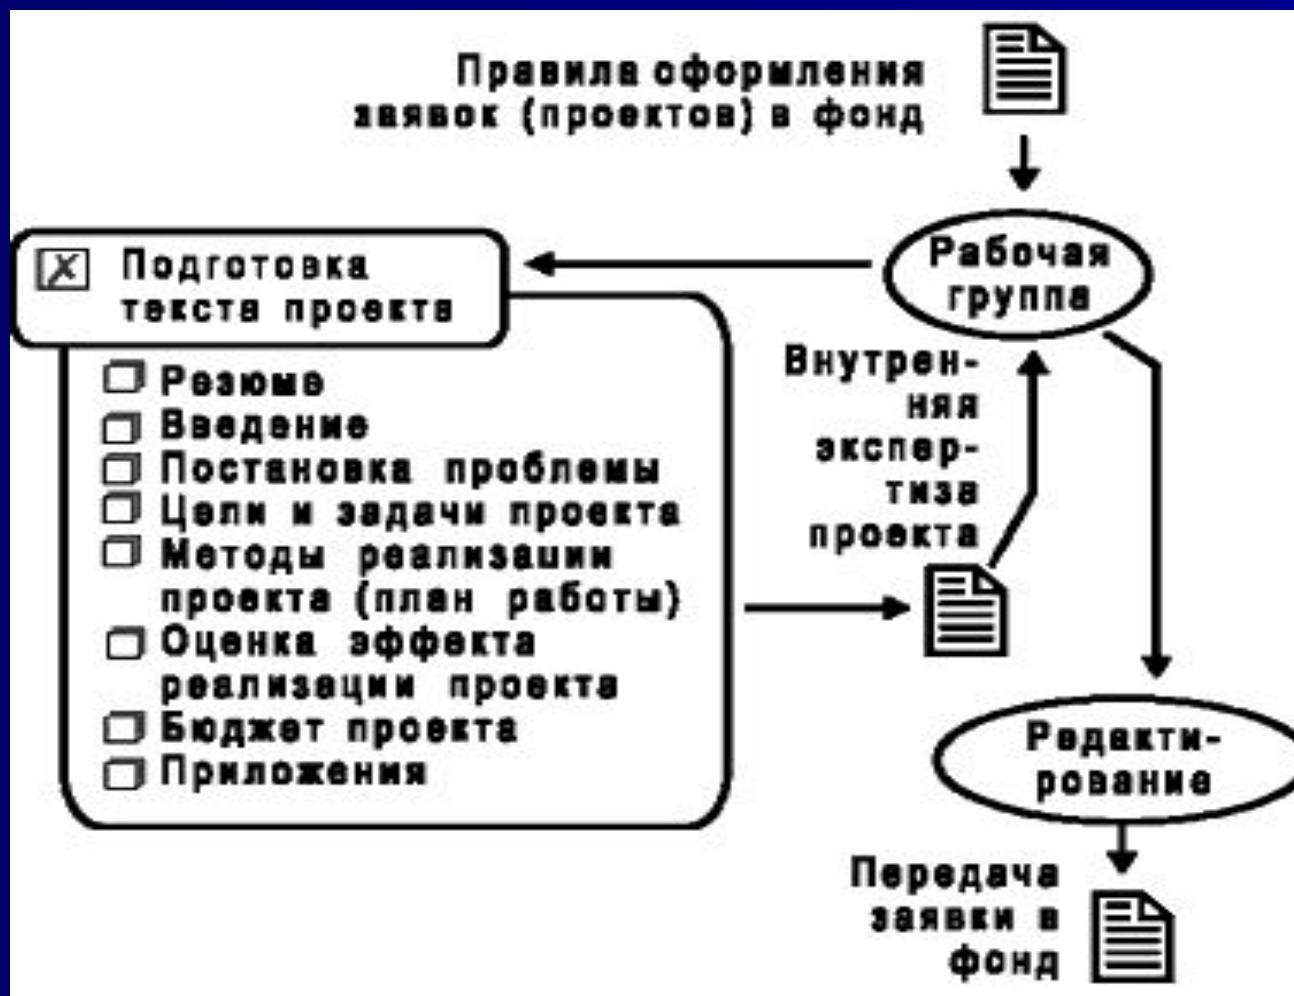 Правила оформления
заявок (проектов) в фонд
Рабочая
группа
Подготовка
текста проекта
Резюме
Введение
Постановка проблемы
Цели и задачи проекта
Методы реализации
проекта (план работы)
Оценка эффекта
реализации проекта
Бюджет проекта
Приложения
Внутрен-
няя
экспер-
тиза
проекта
Редакти-
рование
Передача
заявки в
фонд